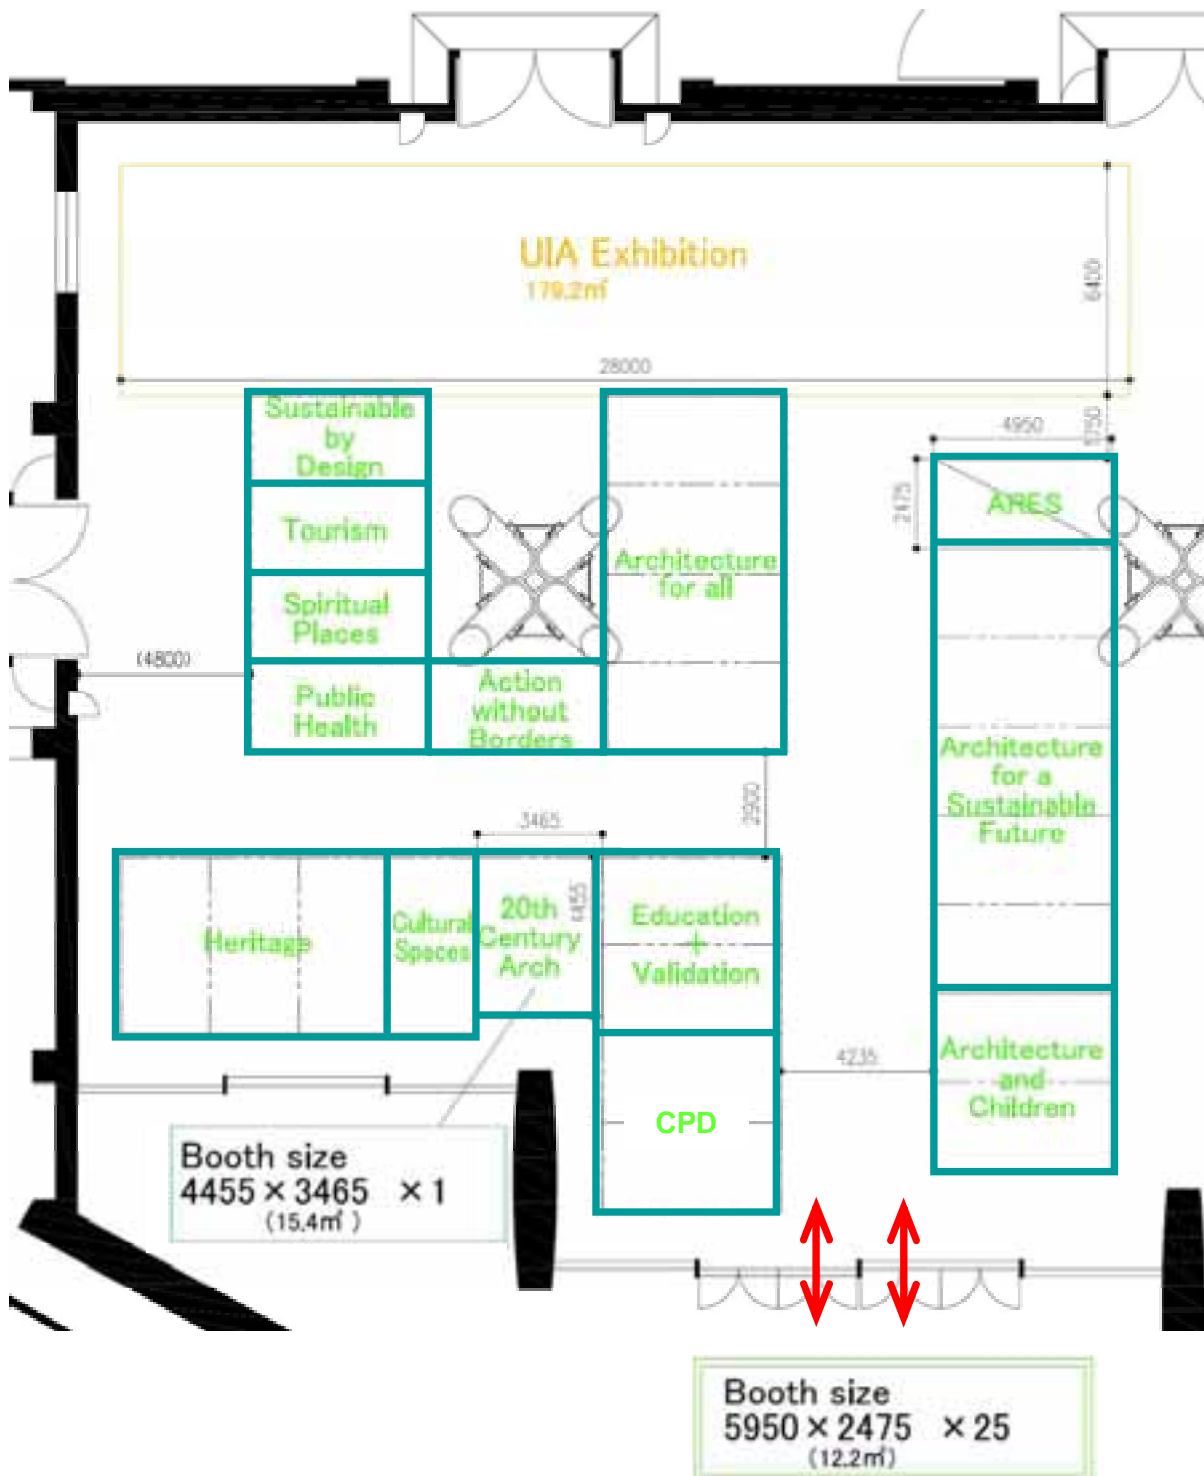 UIA Exhibition
179.2㎡
6400
28000
Sustainable
by
Design
4950
5750
2475
ARES
Tourism
Architecture
for all
Spiritual
Places
(4800)
Public
Health
Action
without
Borders
Architecture
for a
Sustainable
Future
2900
3465
4455
Heritage
Cultural
Spaces
20th
Century
Arch
Education
+
Validation
4235
Architecture
and
Children
CPD
Booth size
4455×3465 ×1
(15.4㎡)
Booth size
5950×2475 ×25
(12.2㎡)